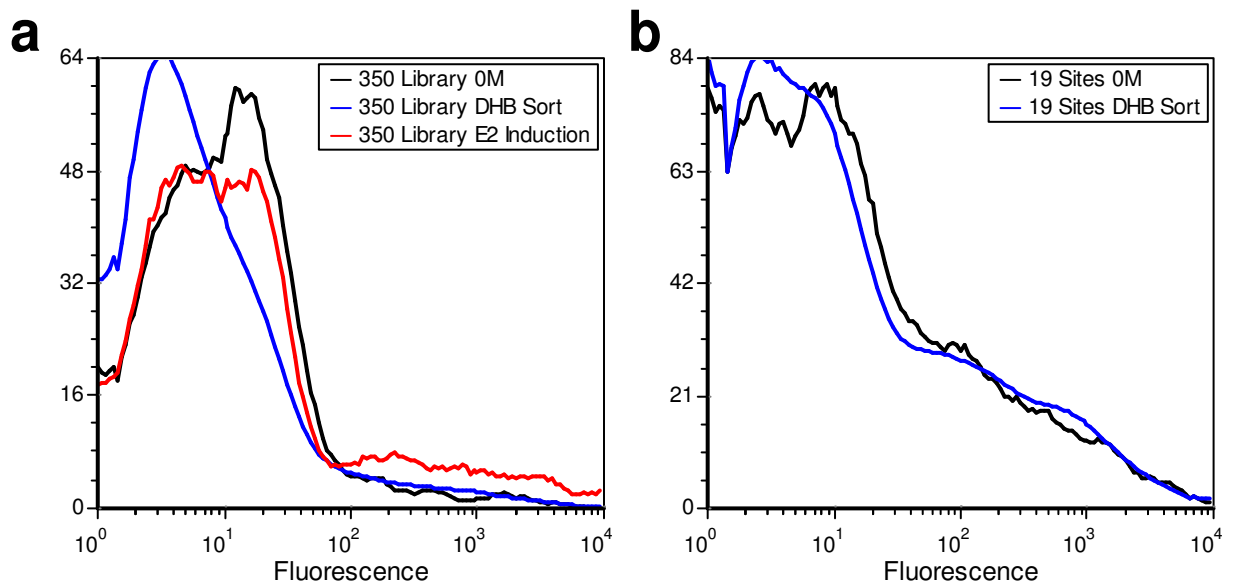 a
64
48
32
16
0
350 Library 0M
350 Library DHB Sort
350 Library E2 Induction
10^0
10^1
10^2
10^3
10^4
Fluorescence
b
84
63
42
21
0
19 Sites 0M
19 Sites DHB Sort
10^0
10^1
10^2
10^3
10^4
Fluorescence